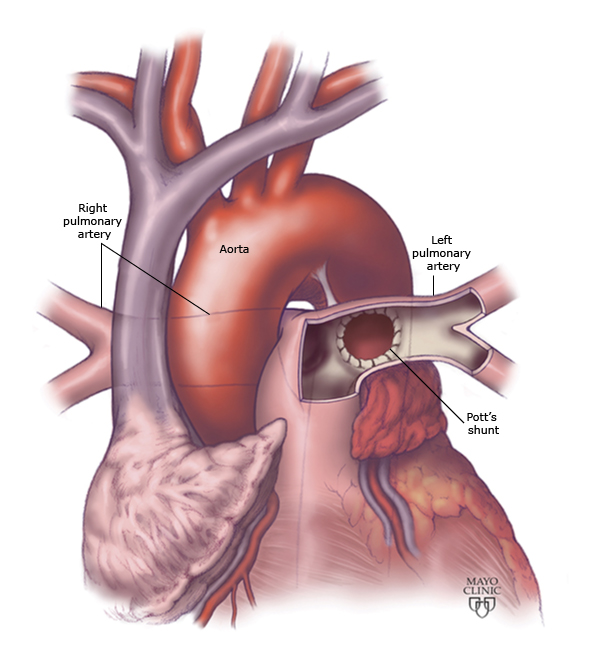 Right
pulmonary
artery
Aorta
Left
pulmonary
artery
Pott's
shunt
MAYO
CLINIC